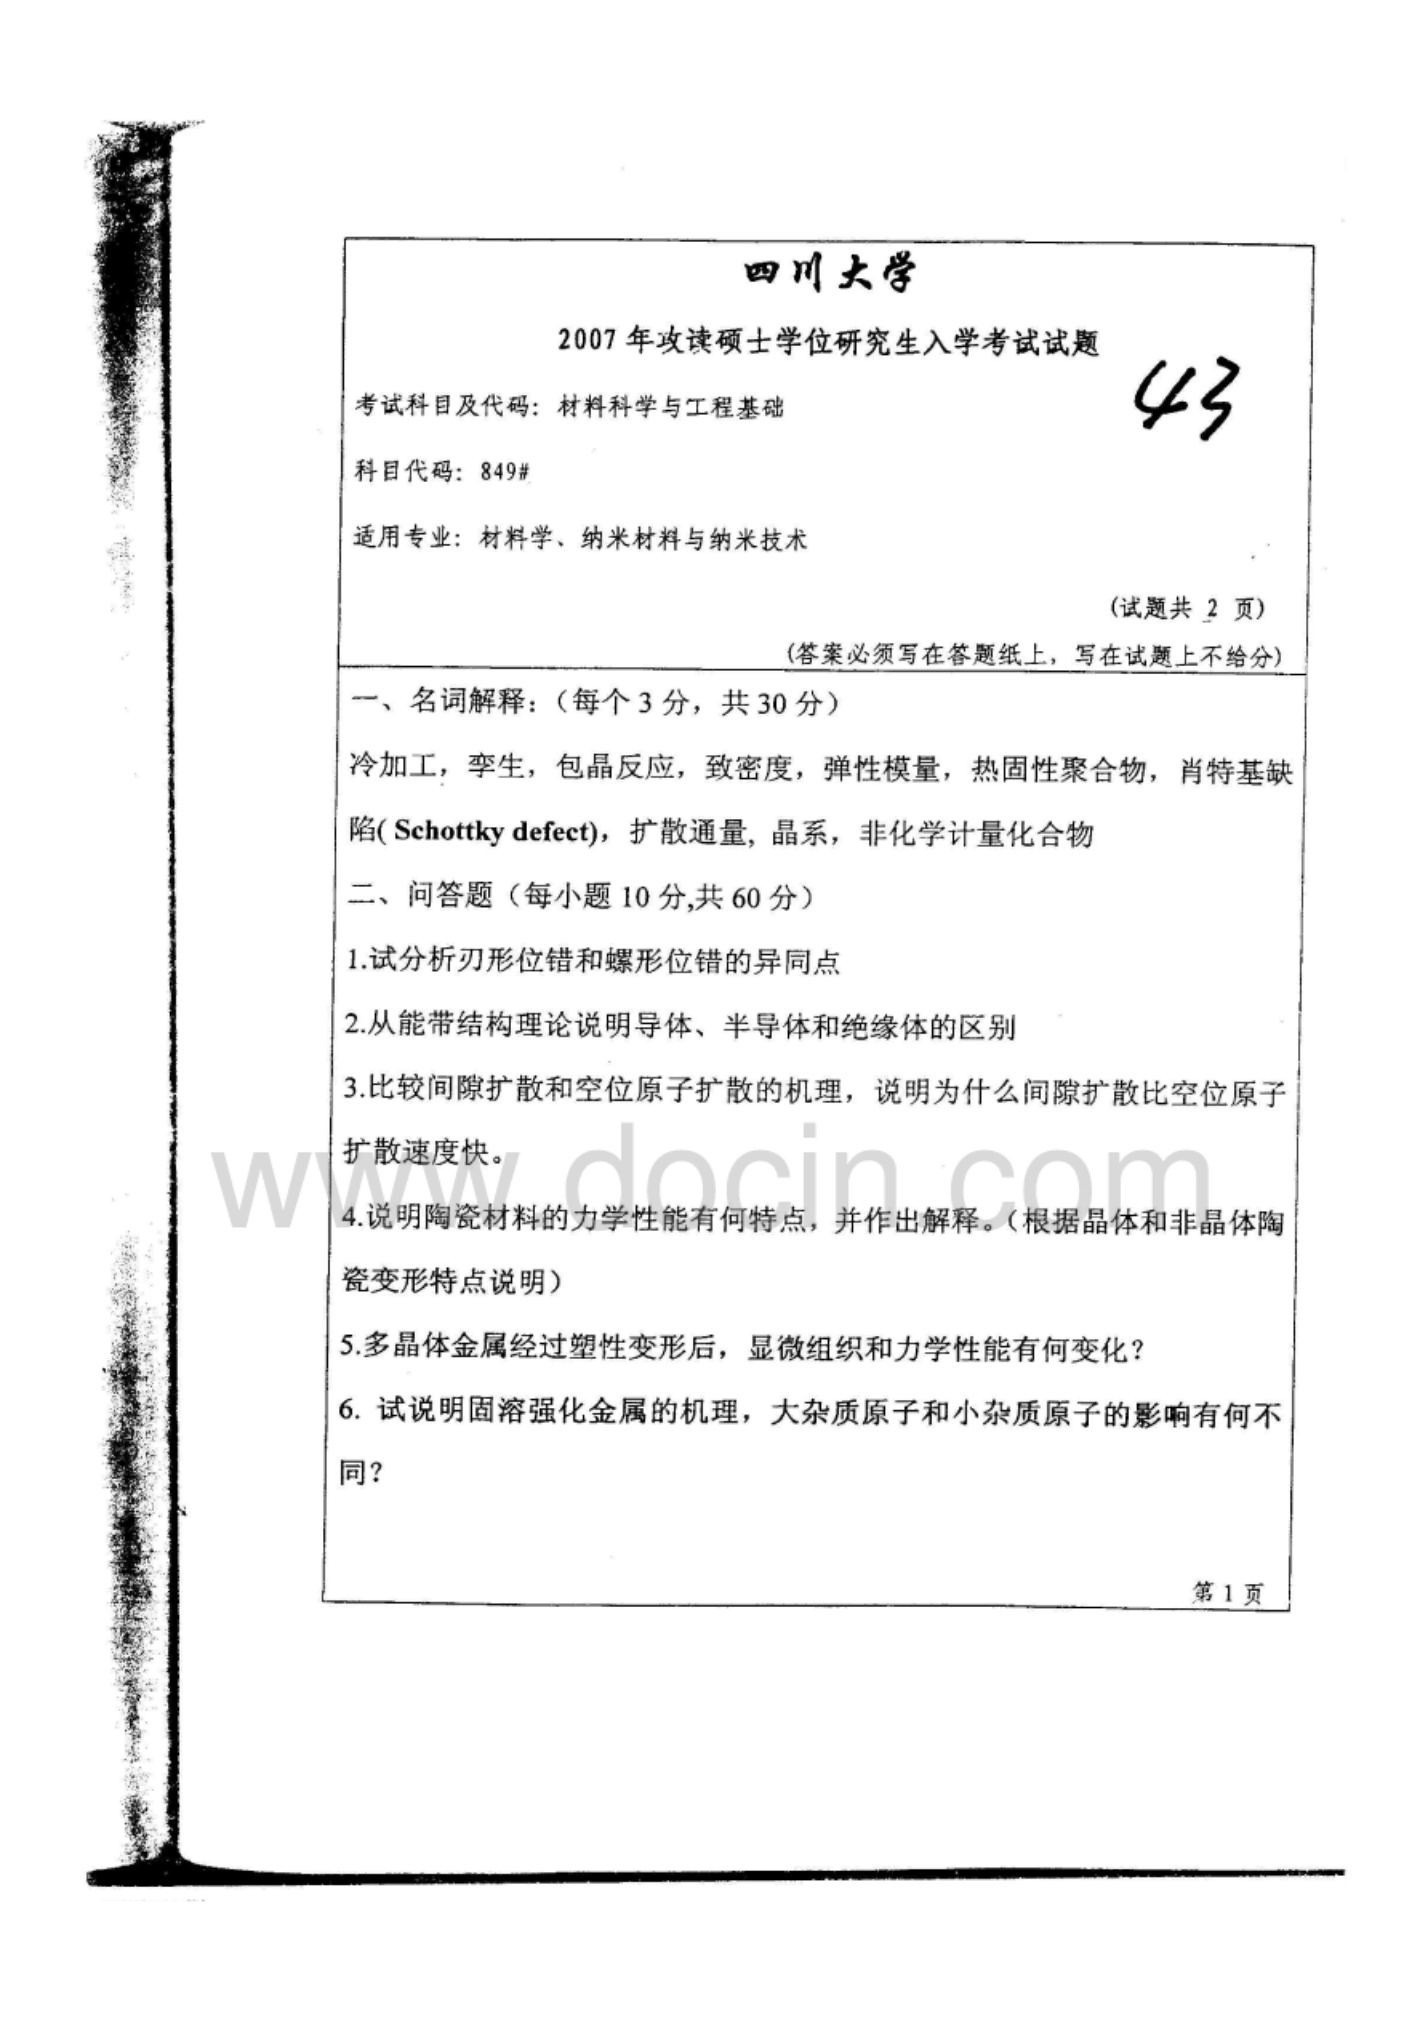 四川大学
2007 年攻读硕士学位研究生入学考试试题
43
考试科目及代码：材料科学与工程基础
科目代码：849#
适用专业：材料学、纳米材料与纳米技术
(试题共 2 页)
(答案必须写在答题纸上，写在试题上不给分)
一、名词解释：（每个 3 分，共 30 分）
冷加工，孪生，包晶反应，致密度，弹性模量，热固性聚合物，肖特基缺
陷( Schottky defect)，扩散通量, 晶系，非化学计量化合物
二、问答题（每小题 10 分,共 60 分）
1.试分析刃形位错和螺形位错的异同点
2.从能带结构理论说明导体、半导体和绝缘体的区别
3.比较间隙扩散和空位原子扩散的机理，说明为什么间隙扩散比空位原子
扩散速度快。
www.docin.com
4.说明陶瓷材料的力学性能有何特点，并作出解释。（根据晶体和非晶体陶
瓷变形特点说明）
5.多晶体金属经过塑性变形后，显微组织和力学性能有何变化？
6. 试说明固溶强化金属的机理，大杂质原子和小杂质原子的影响有何不
同？
第 1 页